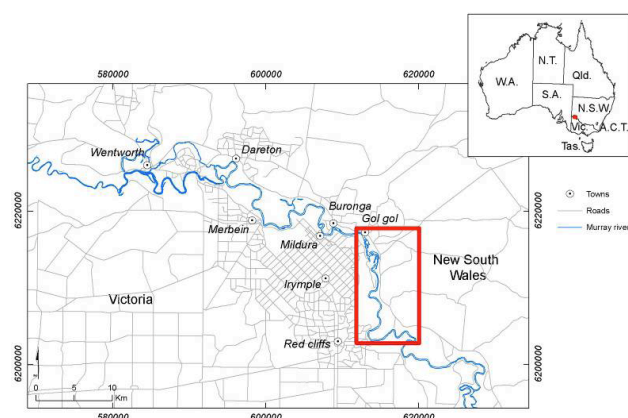 W.A.
N.T.
Qld.
S.A.
N.S.W.
Vic.
A.C.T.
Tas.
580000
600000
620000
Wentworth
Dareton
Merbein
Buronga
Gol gol
Mildura
Irymple
New South
Wales
Victoria
Red cliffs
6220000
6220000
6200000
6200000
0
5
10
Km
580000
600000
620000
Towns
Roads
Murray river